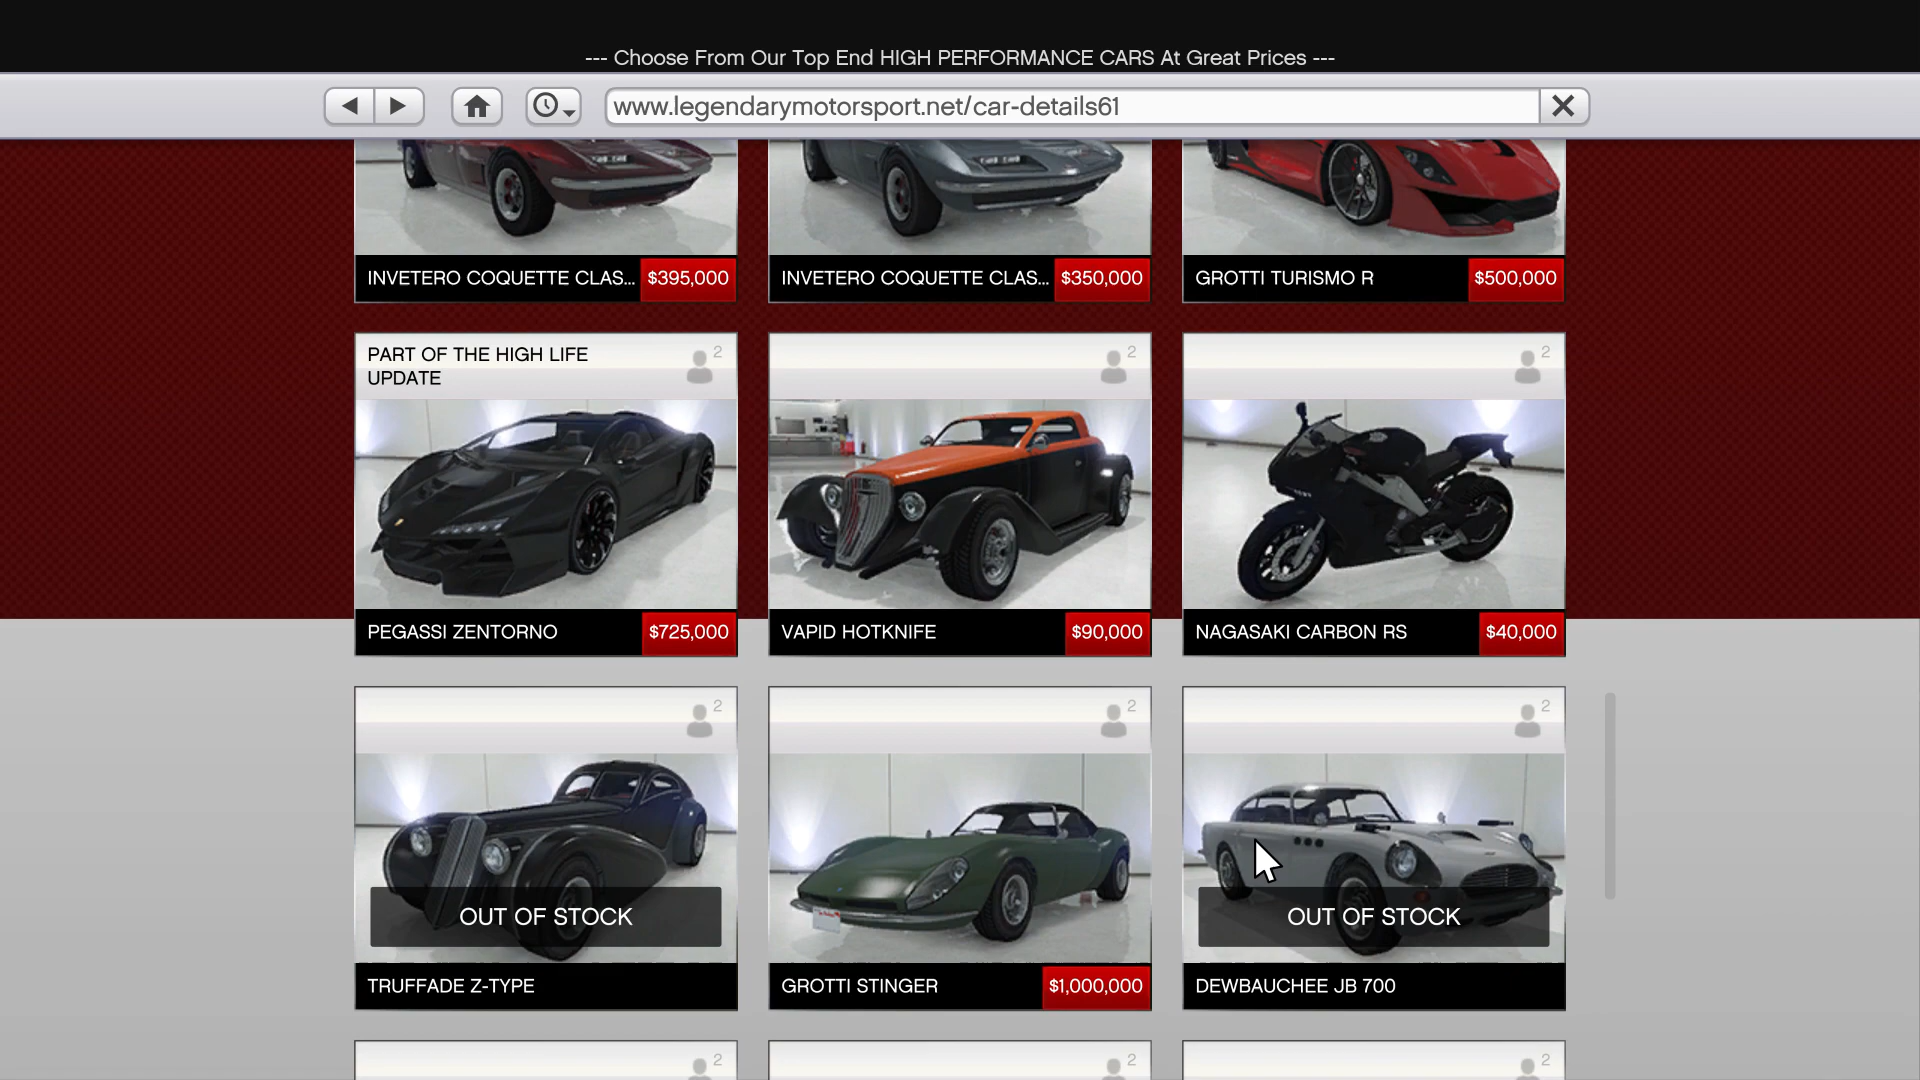 --- Choose From Our Top End HIGH PERFORMANCE CARS At Great Prices ---
www.legendarymotorsport.net/car-details61
INVETERO COQUETTE CLAS... $395,000
INVETERO COQUETTE CLAS... $350,000
GROTTI TURISMO R $500,000
PART OF THE HIGH LIFE
UPDATE
2
2
2
PEGASSI ZENTORNO $725,000
VAPID HOTKNIFE $90,000
NAGASAKI CARBON RS $40,000
2
2
2
OUT OF STOCK
OUT OF STOCK
TRUFFADE Z-TYPE
GROTTI STINGER $1,000,000
DEWBAUCHEE JB 700
2
2
2